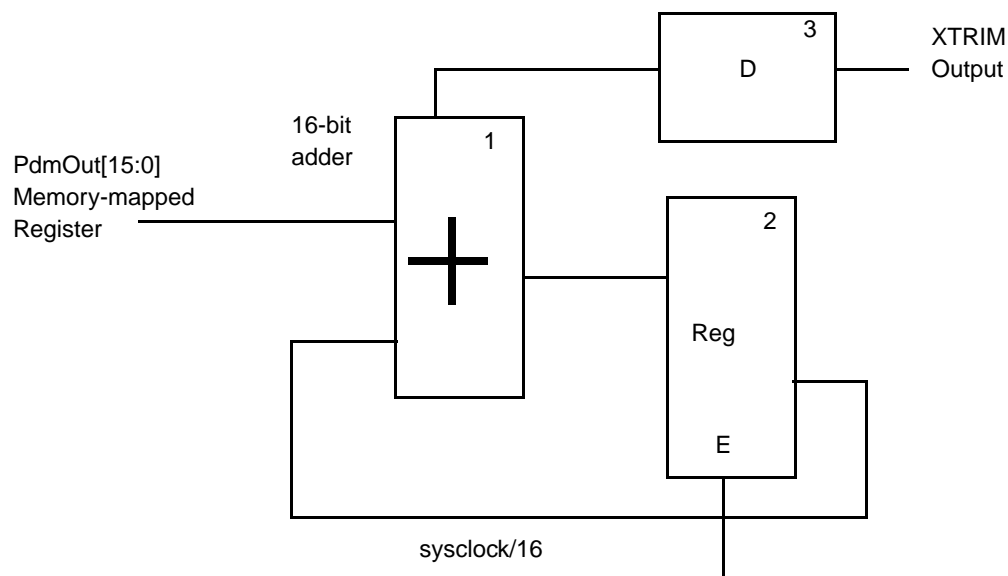 3
XTRIM
Output
D
16-bit
adder
1
PdmOut[15:0]
Memory-mapped
Register
2
Reg
E
sysclock/16